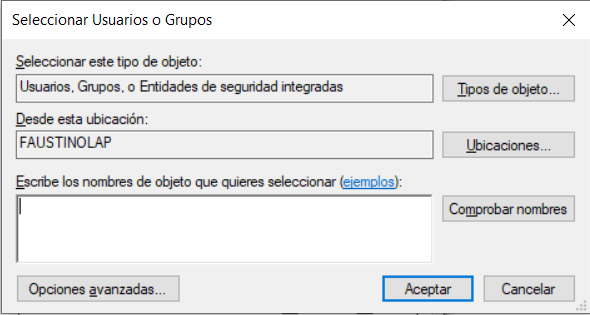 Seleccionar Usuarios o Grupos
Seleccionar este tipo de objeto:
Usuarios, Grupos, o Entidades de seguridad integradas
Tipos de objeto...
Desde esta ubicación:
FAUSTINOLAP
Ubicaciones...
Escribe los nombres de objeto que quieres seleccionar (ejemplos):
Comprobar nombres
Opciones avanzadas...
Aceptar
Cancelar